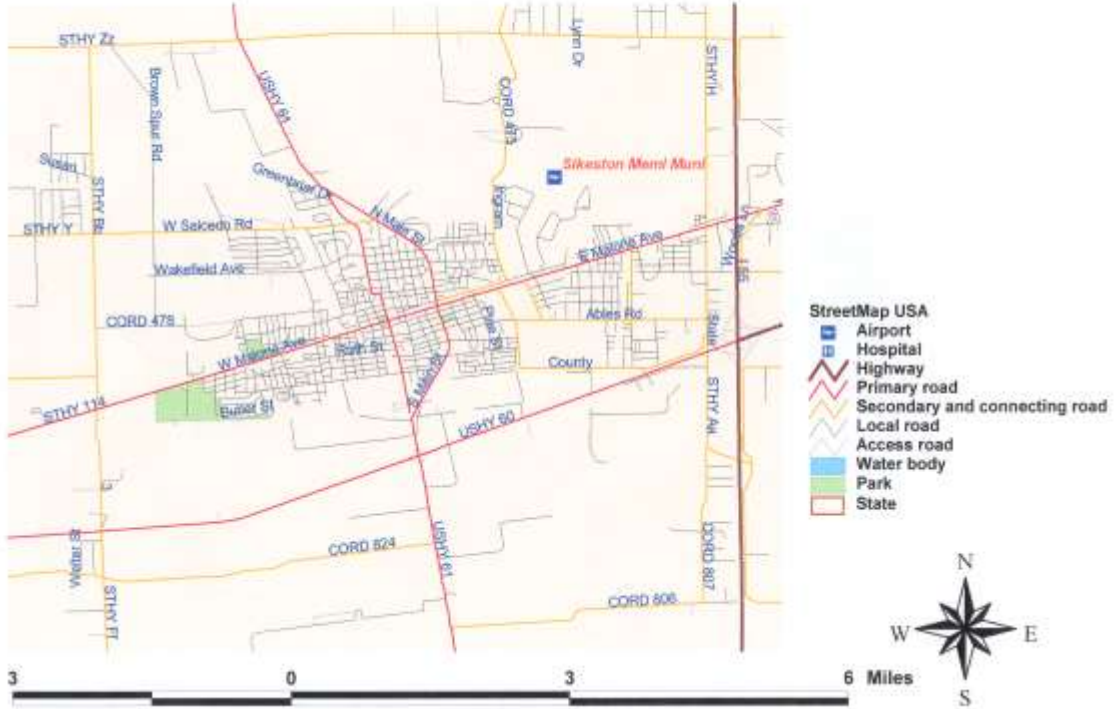 STHY Zz
Lynn Dr
STHY H
USHY 61
Brown Spur Rd
CORD 473
Sikeston Meml Muni
Susan
STHY Bb
Greenbriar Dr
Ingram
N Main St
STHY Y
W Salcedo Rd
E Malone Ave
I 55
Wakefield Ave
CORD 478
Pine St
Ables Rd
State
W Malone Ave
Ruth St
County
S Main St
STHY 114
Butler St
USHY 60
STHY AA
CORD 824
USHY 61
CORD 807
Walter St
STHY Ff
CORD 806
StreetMap USA
Airport
Hospital
Highway
Primary road
Secondary and connecting road
Local road
Access road
Water body
Park
State
N
W
E
S
3 0 3 6 Miles